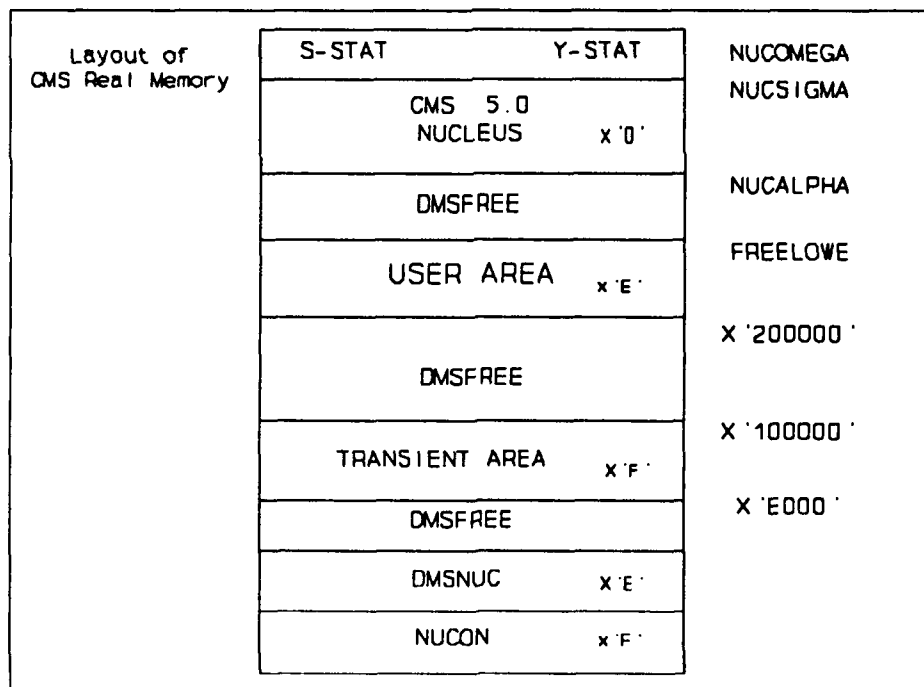 Layout of
CMS Real Memory
S-STAT Y-STAT
NUCOMEGA
NUCSIGMA
CMS 5.0
NUCLEUS X'0'
NUCALPHA
DMSFREE
FREELOWE
USER AREA X'E'
X'200000'
DMSFREE
X'100000'
TRANSIENT AREA X'F'
X'E000'
DMSFREE
DMSNUC X'E'
NUCON X'F'